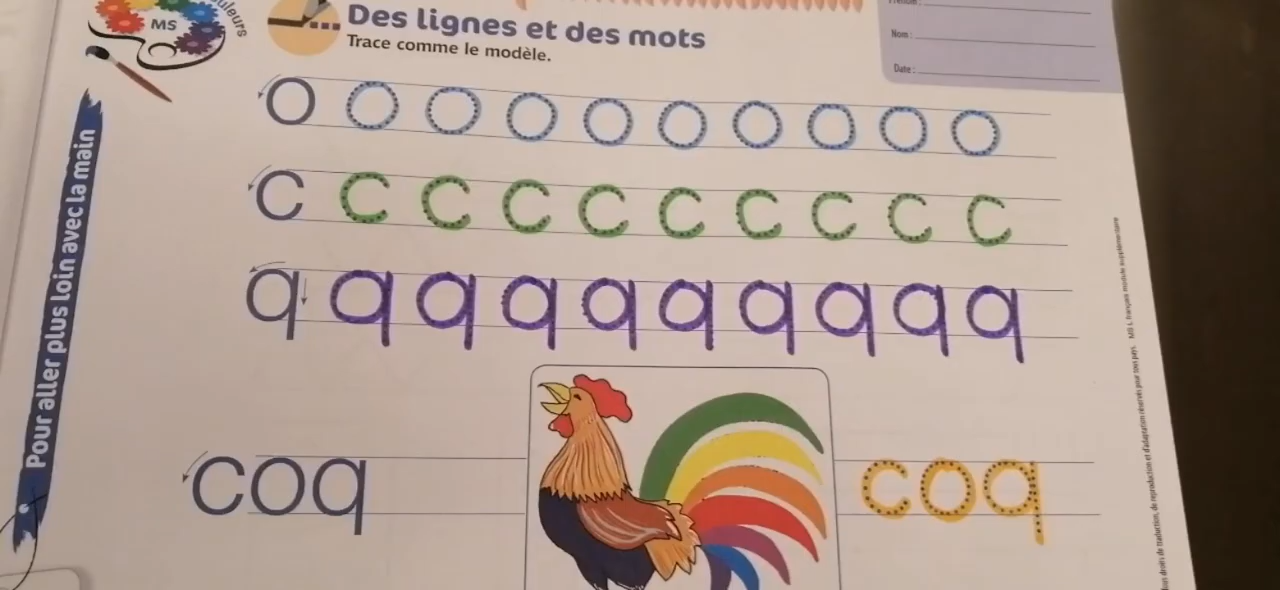 MS
Des lignes et des mots
Trace comme le modèle.
Nom :
Date :
Pour aller plus loin avec la main
o o o o o o o o o o
c c c c c c c c c c
q q q q q q q q q q
coq
coq